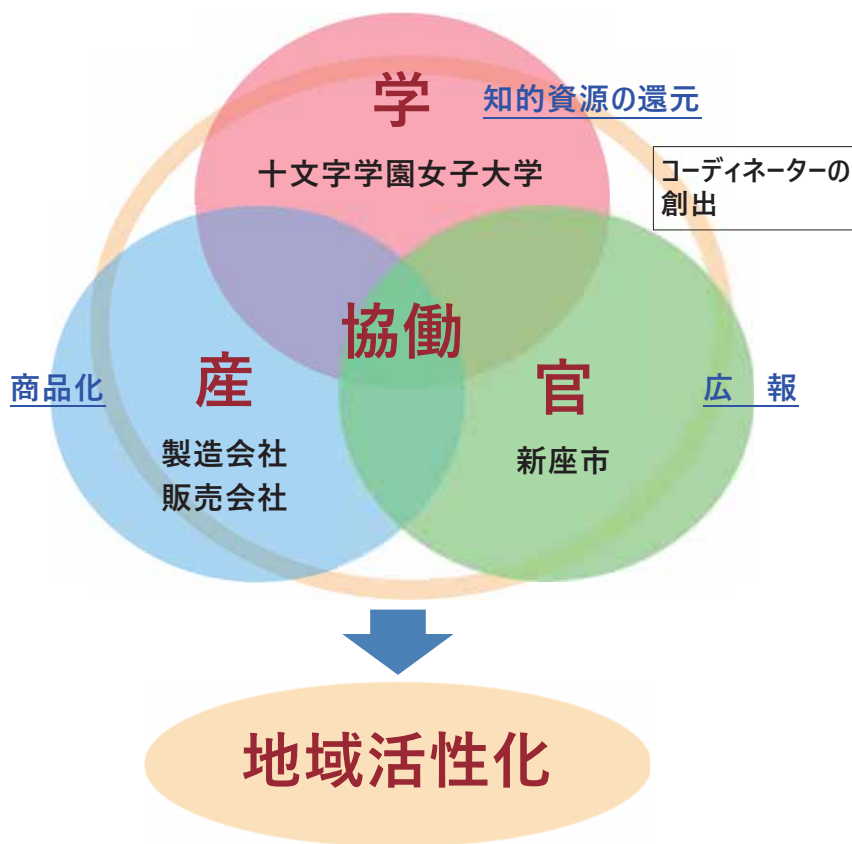 学
知的資源の還元
十文字学園女子大学
コーディネーターの
創出
協働
産
官
商品化
広　報
製造会社
販売会社
新座市
地域活性化